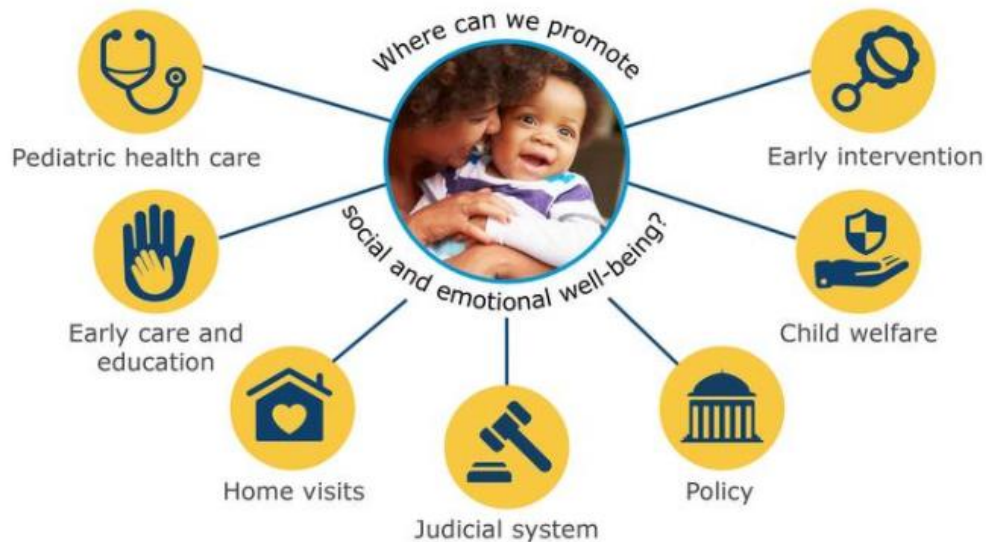 Where can we promote
social and emotional well-being?
Pediatric health care
Early care and
education
Home visits
Judicial system
Policy
Child welfare
Early intervention